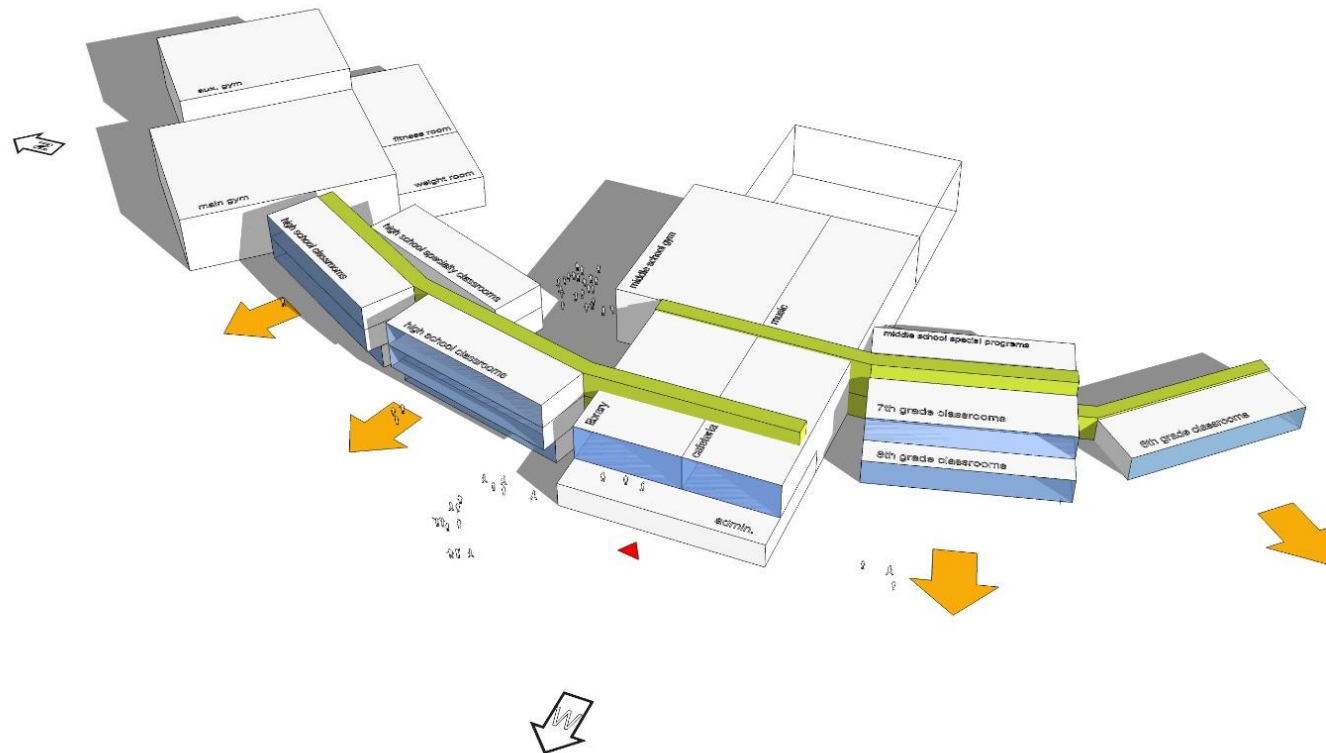 aux. gym
fitness room
weight room
main gym
N
high school classrooms
high school specialty classrooms
high school classrooms
middle school gym
music
library
cafeteria
admin.
middle school special programs
7th grade classrooms
8th grade classrooms
6th grade classrooms
W